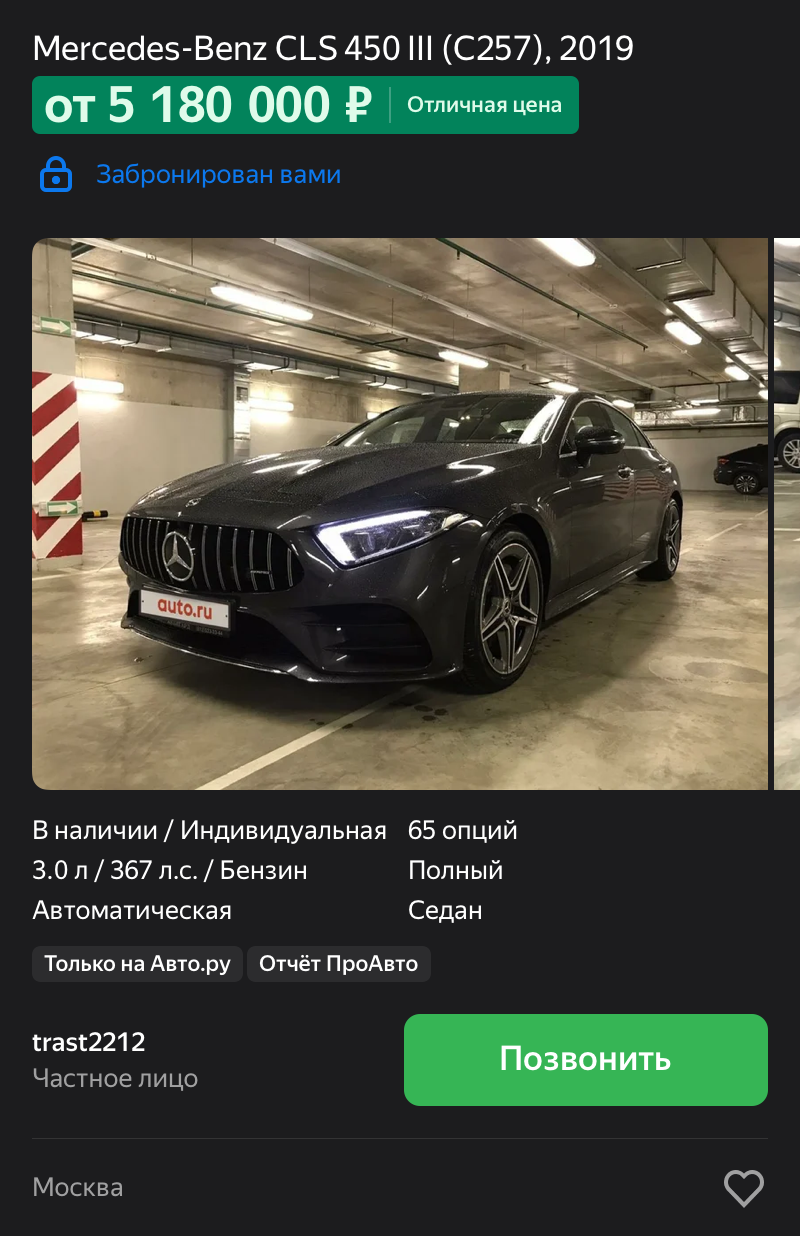 Mercedes-Benz CLS 450 III (C257), 2019
от 5 180 000 ₽ Отличная цена
Забронирован вами
auto.ru
В наличии / Индивидуальная 65 опций
3.0 л / 367 л.с. / Бензин Полный
Автоматическая Седан
Только на Авто.ру Отчёт ПроАвто
trast2212
Частное лицо
Позвонить
Москва